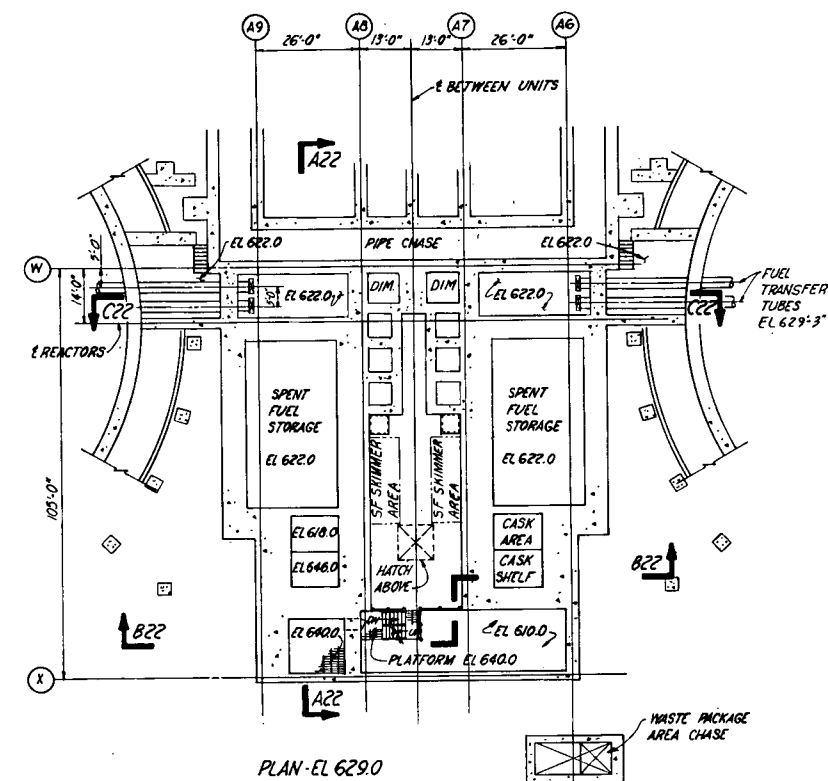 A9 A8 A7 A6
26'-0" 13'-0" 13'-0" 26'-0"
℄ BETWEEN UNITS
A22
EL 622.0 PIPE CHASE EL 622.0
W
9'-0"
14'-0"
C22
6'-0"
EL 622.0 DIM. DIM EL 622.0
C22
FUEL
TRANSFER
TUBES
EL 629'-3"
℄ REACTORS
SPENT
FUEL
STORAGE
EL 622.0
SPENT
FUEL
STORAGE
EL 622.0
105'-0"
SF SKIMMER
AREA
SF SKIMMER
AREA
EL 618.0
EL 646.0
CASK
AREA
CASK
SHELF
HATCH
ABOVE
B22
B22
EL 640.0
DN
EL 610.0
PLATFORM EL 640.0
X
A22
WASTE PACKAGE
AREA CHASE
PLAN-EL 629.0